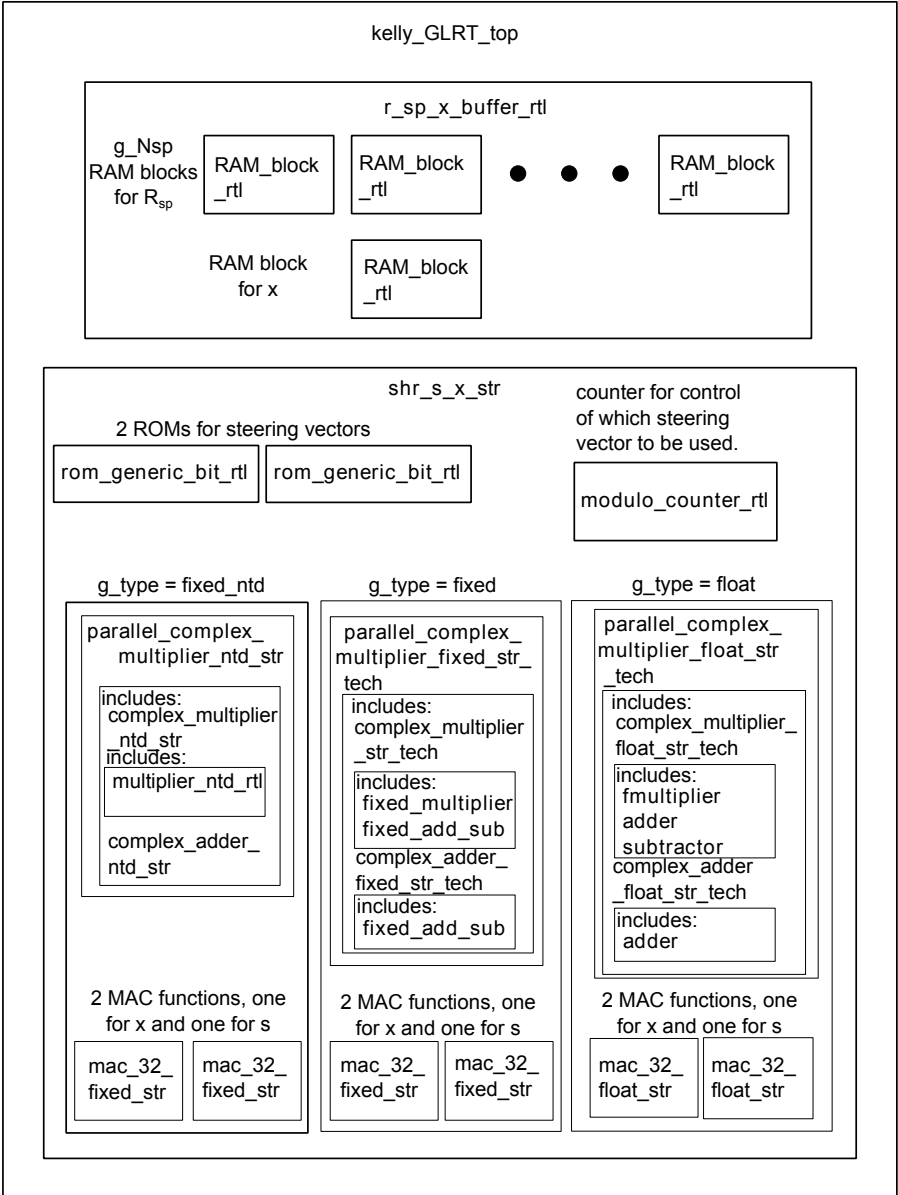 kelly_GLRT_top
r_sp_x_buffer_rtl
g_Nsp
RAM blocks
for Rsp
RAM_block
_rtl
RAM_block
_rtl
RAM_block
_rtl
RAM block
for x
RAM_block
_rtl
shr_s_x_str
2 ROMs for steering vectors
rom_generic_bit_rtl
rom_generic_bit_rtl
counter for control
of which steering
vector to be used.
modulo_counter_rtl
g_type = fixed_ntd
parallel_complex_
multiplier_ntd_str
includes:
complex_multiplier
_ntd_str
includes:
multiplier_ntd_rtl
complex_adder_
ntd_str
2 MAC functions, one
for x and one for s
mac_32_
fixed_str
mac_32_
fixed_str
g_type = fixed
parallel_complex_
multiplier_fixed_str_
tech
includes:
complex_multiplier
_str_tech
includes:
fixed_multiplier
fixed_add_sub
complex_adder_
fixed_str_tech
includes:
fixed_add_sub
2 MAC functions, one
for x and one for s
mac_32_
fixed_str
mac_32_
fixed_str
g_type = float
parallel_complex_
multiplier_float_str
_tech
includes:
complex_multiplier_
float_str_tech
includes:
fmultiplier
adder
subtractor
complex_adder
_float_str_tech
includes:
adder
2 MAC functions, one
for x and one for s
mac_32_
float_str
mac_32_
float_str